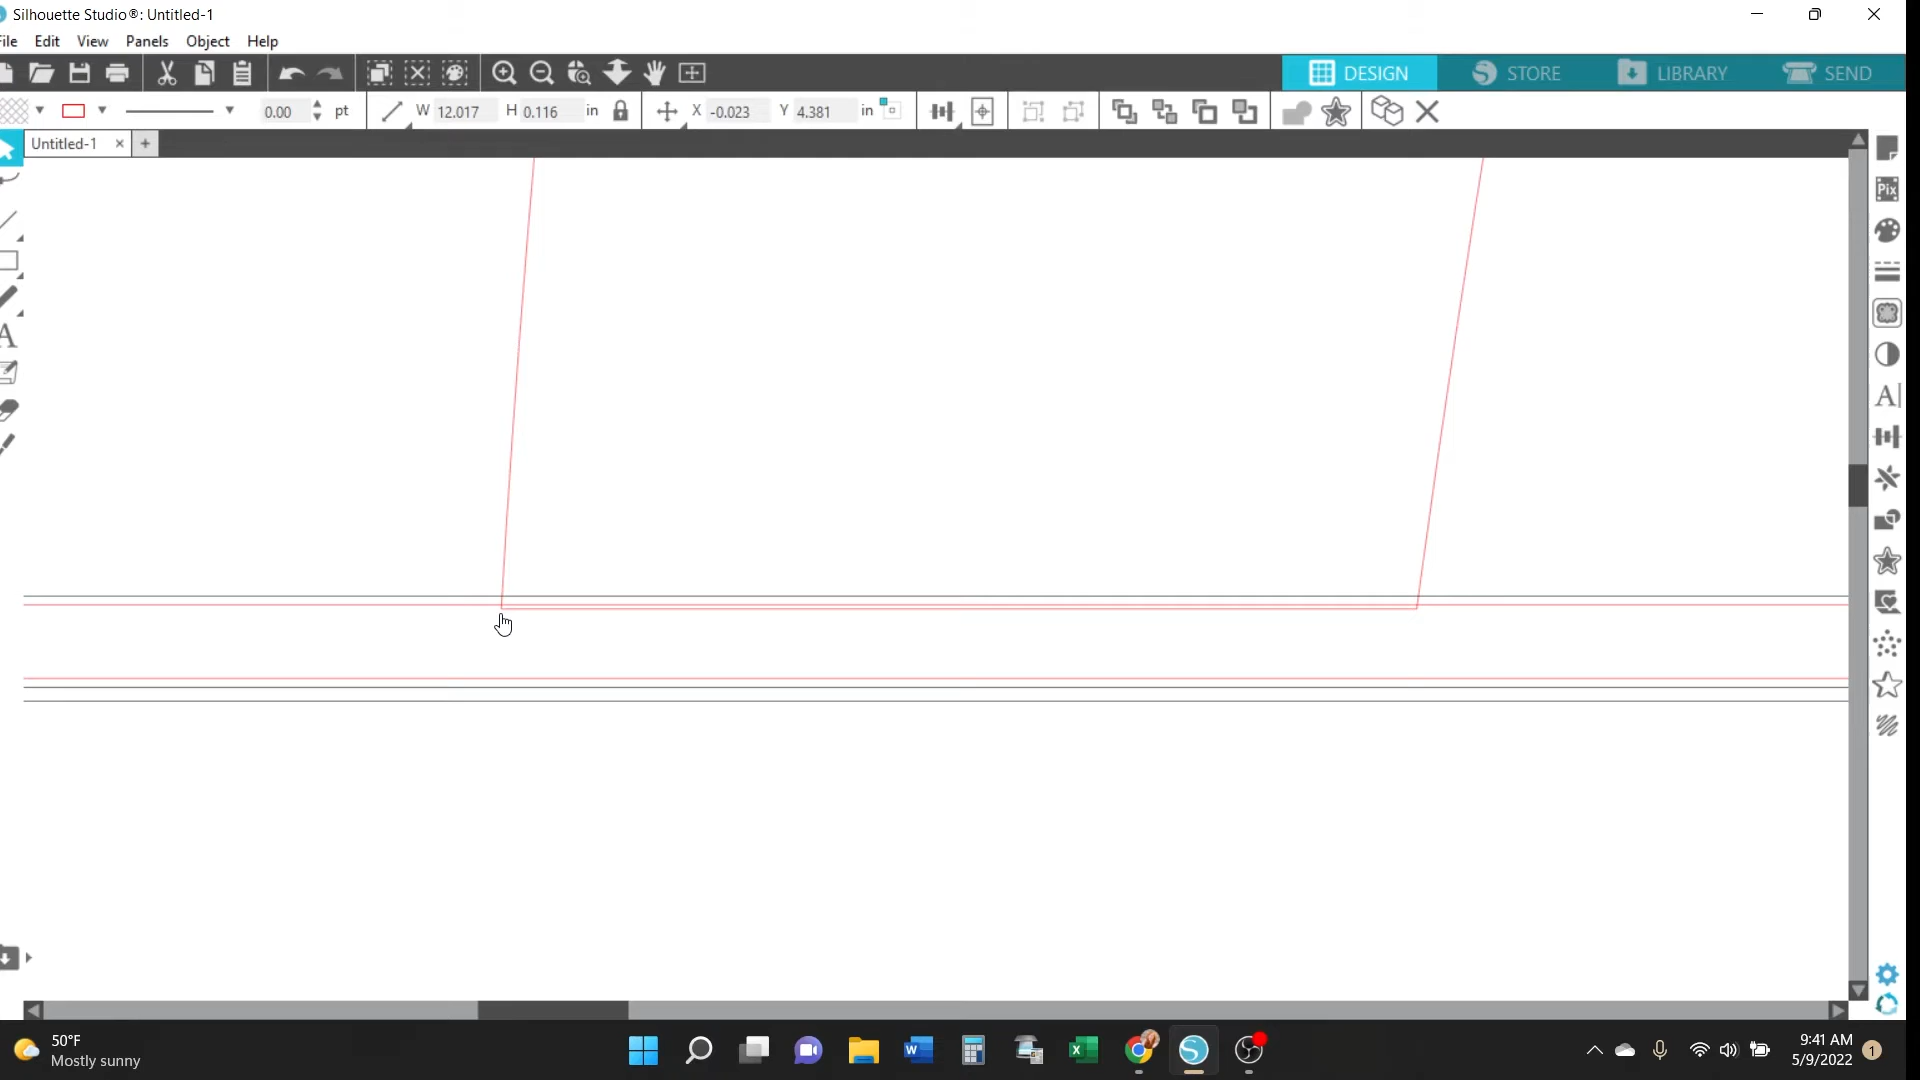 Silhouette Studio®: Untitled-1
File Edit View Panels Object Help
DESIGN STORE LIBRARY SEND
0.00 pt W 12.017 H 0.116 in X -0.023 Y 4.381 in
Untitled-1
Pix
A
A
50°F
Mostly sunny
W
X
S
9:41 AM
5/9/2022
1